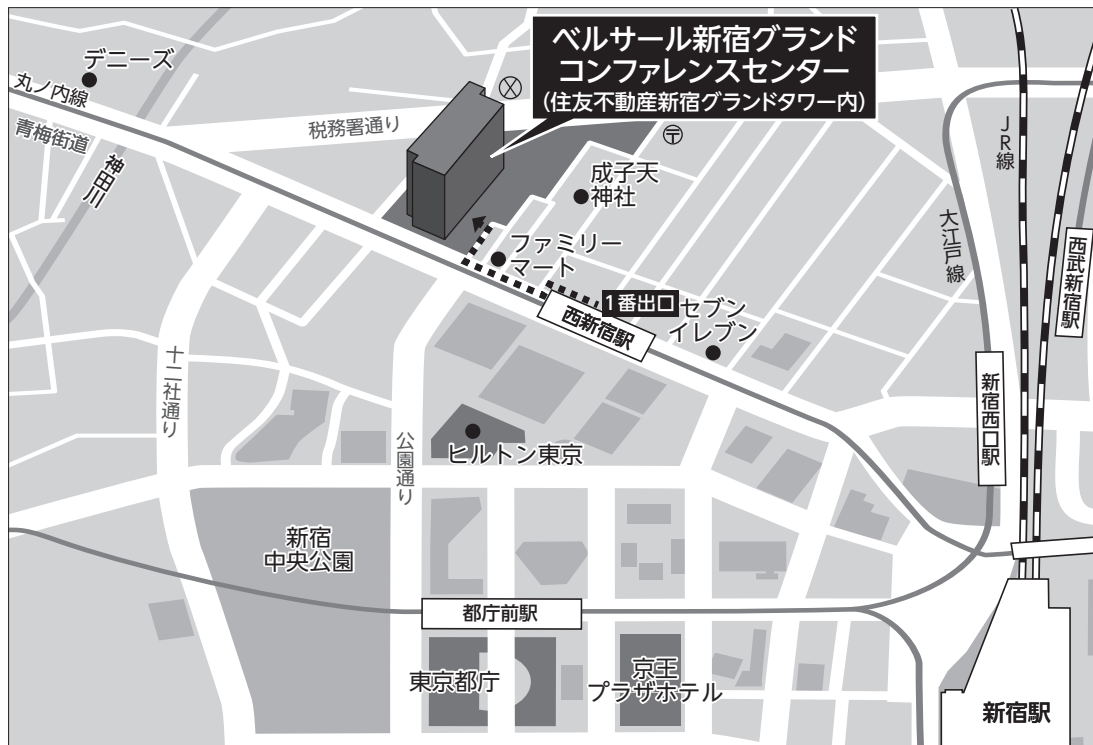 ベルサール新宿グランド
コンファレンスセンター
(住友不動産新宿グランドタワー内)
デニーズ
丸ノ内線
青梅街道
神田川
税務署通り
〒
成子天
神社
JR線
大江戸線
西武新宿駅
ファミリー
マート
1番出口
セブン
イレブン
西新宿駅
十二社通り
公園通り
新宿西口駅
ヒルトン東京
新宿
中央公園
都庁前駅
東京都庁
京王
プラザホテル
新宿駅